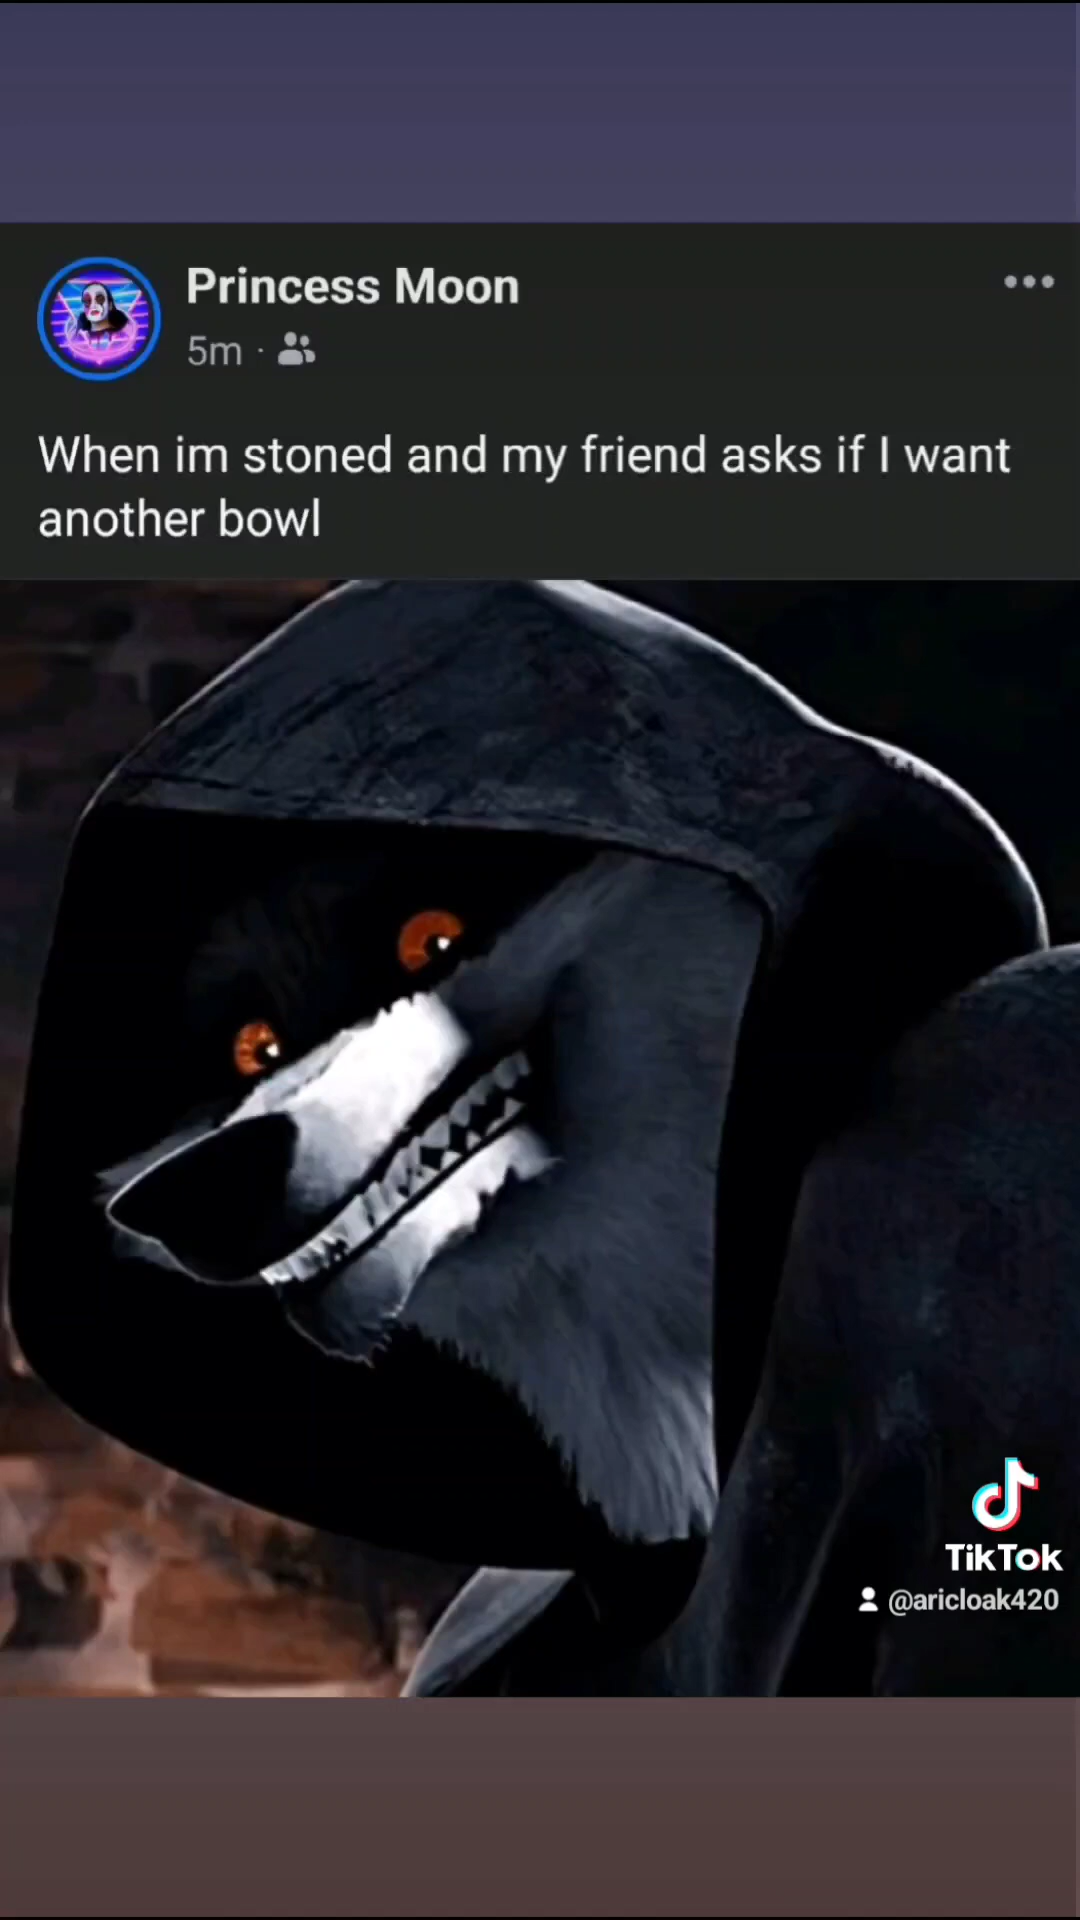 Princess Moon
5m ·
When im stoned and my friend asks if I want
another bowl
TikTok
@aricloak420